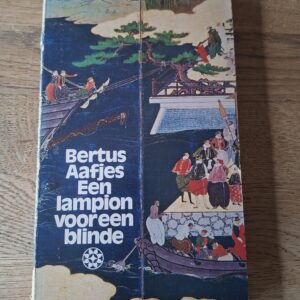 Bertus
Aafjes
Een
lampion
voor een
blinde